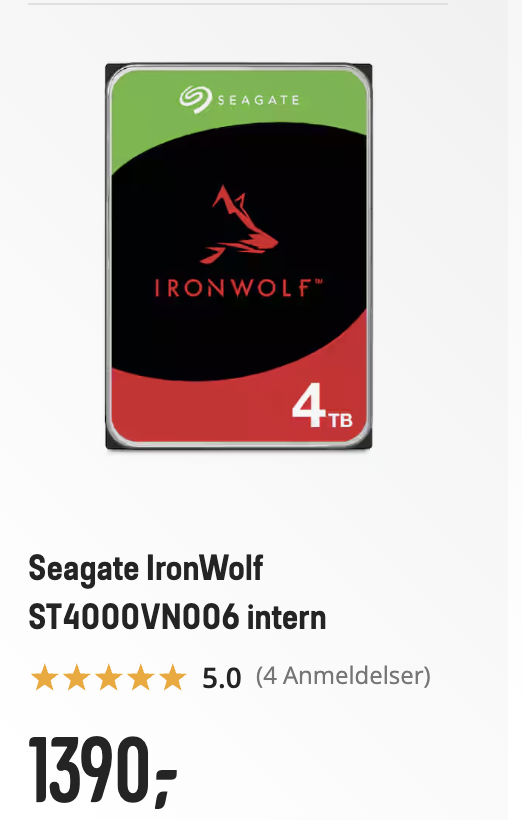 SEAGATE
IRONWOLF™
4TB
Seagate IronWolf
ST4000VN006 intern
5.0 (4 Anmeldelser)
1390,-